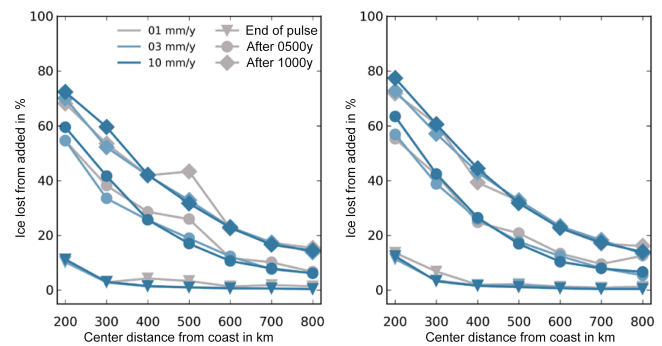 100
80
60
40
20
0
01 mm/y
03 mm/y
10 mm/y
End of pulse
After 0500y
After 1000y
Ice lost from added in %
200 300 400 500 600 700 800
Center distance from coast in km
100
80
60
40
20
0
Ice lost from added in %
200 300 400 500 600 700 800
Center distance from coast in km